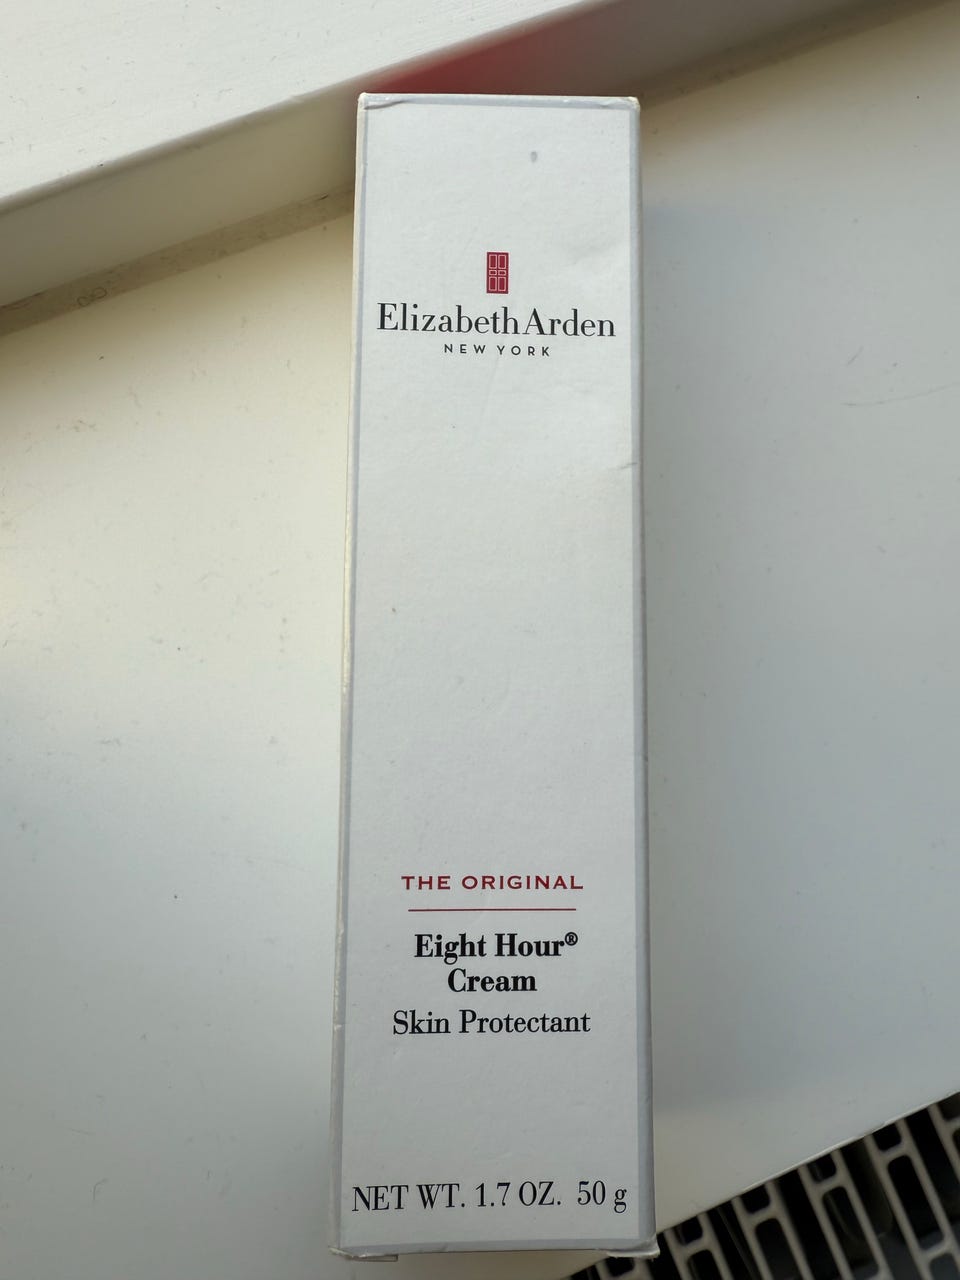 Elizabeth Arden
NEW YORK
THE ORIGINAL
Eight Hour®
Cream
Skin Protectant
NET WT. 1.7 OZ. 50 g